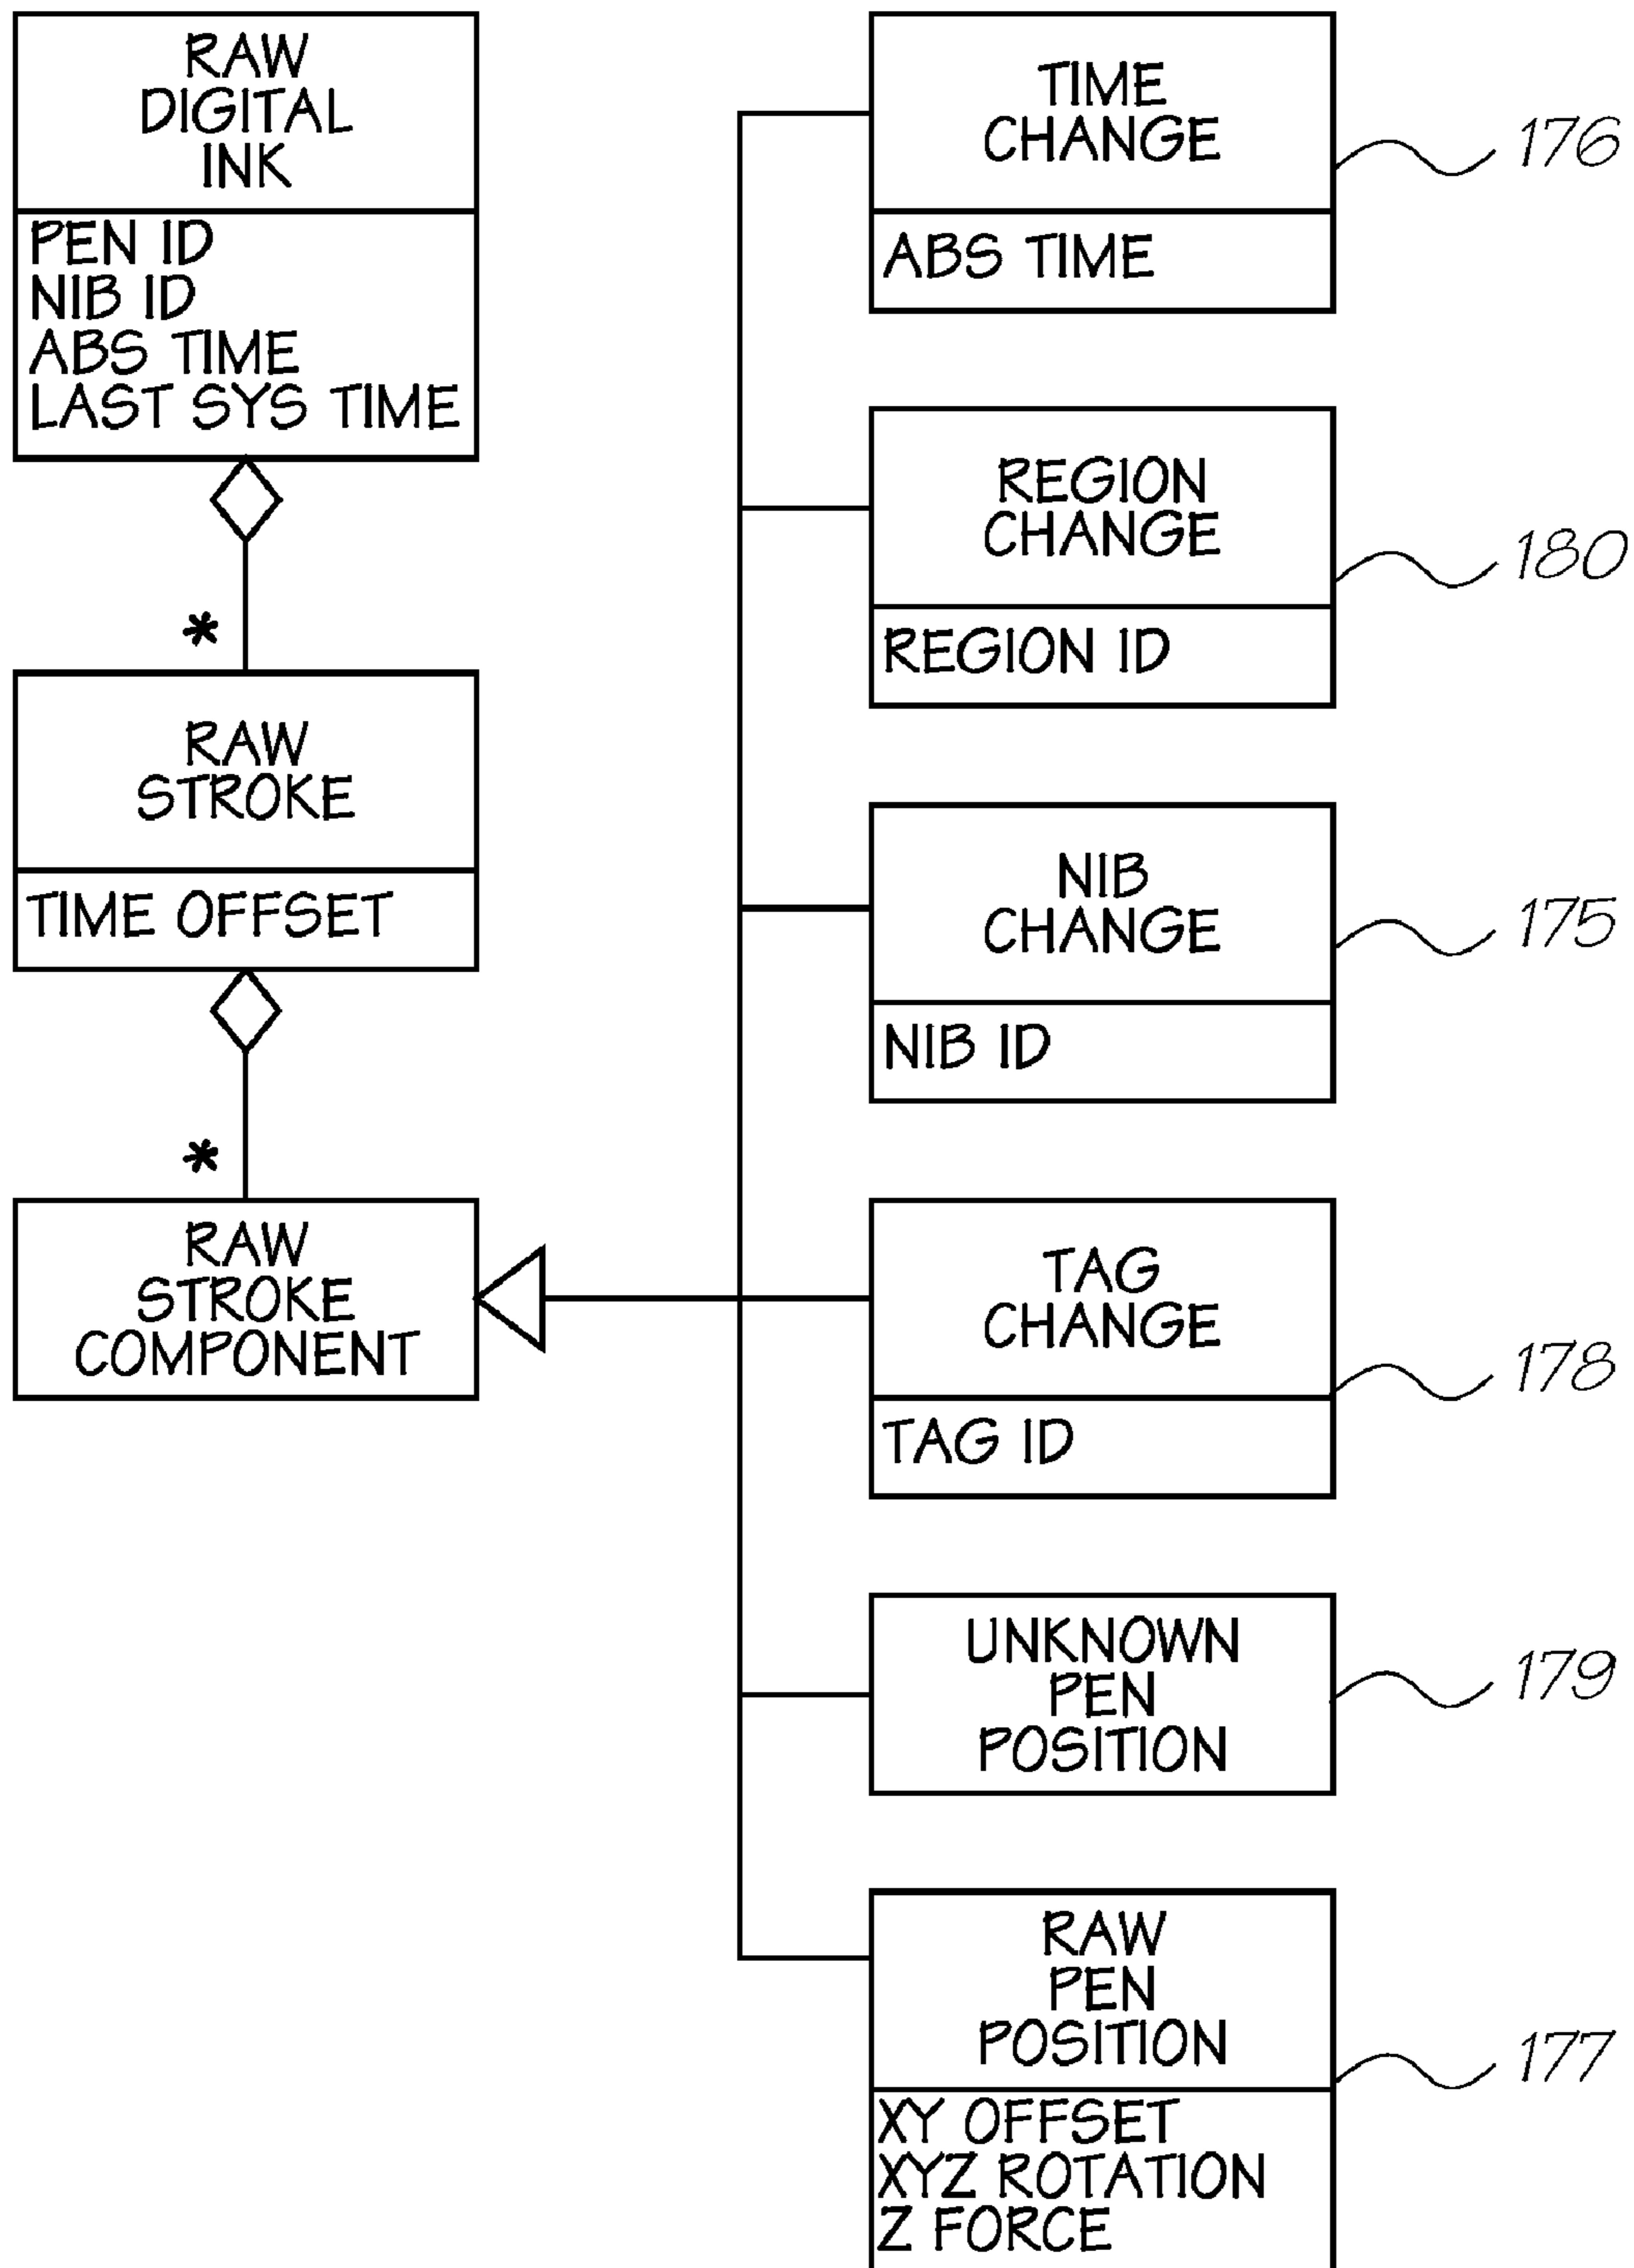 RAW
DIGITAL
INK
PEN ID
NIB ID
ABS TIME
LAST SYS TIME
*
RAW
STROKE
TIME OFFSET
*
RAW
STROKE
COMPONENT
TIME
CHANGE
ABS TIME
176
REGION
CHANGE
REGION ID
180
NIB
CHANGE
NIB ID
175
TAG
CHANGE
TAG ID
178
UNKNOWN
PEN
POSITION
179
RAW
PEN
POSITION
XY OFFSET
XYZ ROTATION
Z FORCE
177